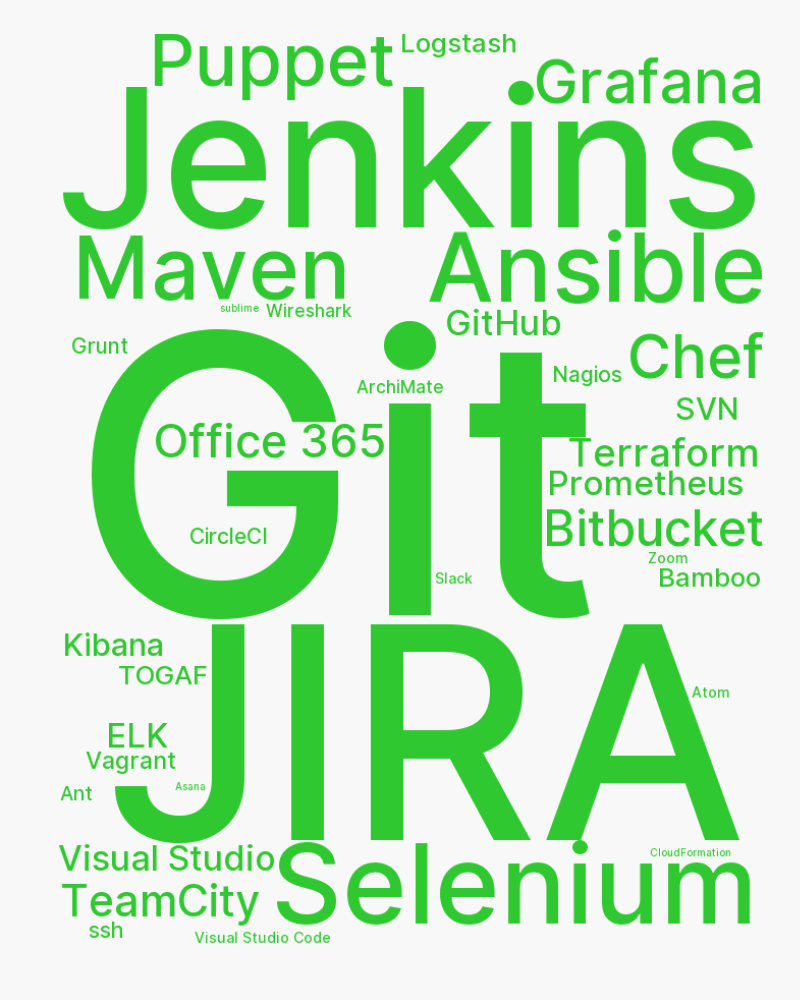 Puppet
Logstash
Grafana
Jenkins
Maven
Ansible
sublime
Wireshark
GitHub
Grunt
Chef
Nagios
ArchiMate
SVN
Git
Office 365
Terraform
Prometheus
Bitbucket
CircleCI
Zoom
Slack
Bamboo
Kibana
TOGAF
JIRA
Atom
ELK
Vagrant
Asana
Ant
Visual Studio
CloudFormation
Selenium
TeamCity
ssh
Visual Studio Code